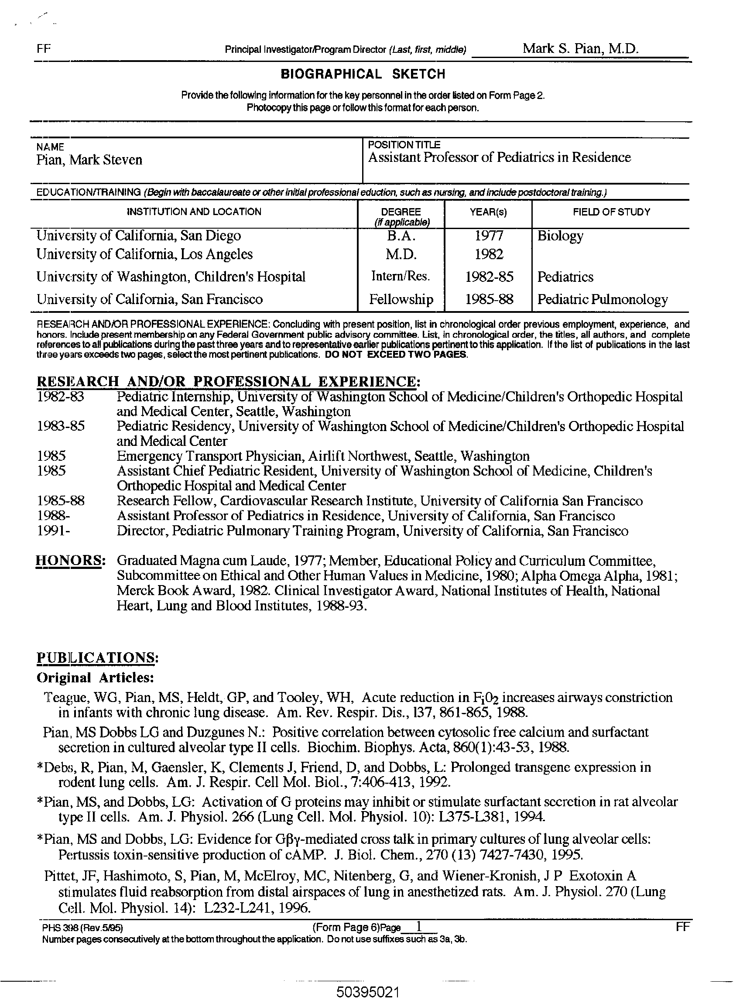 FF Principal Investigator/Program Director (Last, first, middle) Mark S. Pian, M.D.
BIOGRAPHICAL SKETCH
Provide the following information for the key personnel in the order listed on Form Page 2.
Photocopy this page or follow this format for each person.
NAME
Pian, Mark Steven
POSITION TITLE
Assistant Professor of Pediatrics in Residence
EDUCATION/TRAINING (Begin with baccalaureate or other initial professional eduction, such as nursing, and include postdoctoral training.)
INSTITUTION AND LOCATION DEGREE (if applicable) YEAR(s) FIELD OF STUDY
University of California, San Diego B.A. 1977 Biology
University of California, Los Angeles M.D. 1982
University of Washington, Children's Hospital Intern/Res. 1982-85 Pediatrics
University of California, San Francisco Fellowship 1985-88 Pediatric Pulmonology
RESEARCH AND/OR PROFESSIONAL EXPERIENCE: Concluding with present position, list in chronological order previous employment, experience, and
honors. Include present membership on any Federal Government public advisory committee. List, in chronological order, the titles, all authors, and complete
references to all publications during the past three years and to representative earlier publications pertinent to this application. If the list of publications in the last
three years exceeds two pages, select the most pertinent publications. DO NOT EXCEED TWO PAGES.
RESEARCH AND/OR PROFESSIONAL EXPERIENCE:
1982-83 Pediatric Internship, University of Washington School of Medicine/Children's Orthopedic Hospital
and Medical Center, Seattle, Washington
1983-85 Pediatric Residency, University of Washington School of Medicine/Children's Orthopedic Hospital
and Medical Center
1985 Emergency Transport Physician, Airlift Northwest, Seattle, Washington
1985 Assistant Chief Pediatric Resident, University of Washington School of Medicine, Children's
Orthopedic Hospital and Medical Center
1985-88 Research Fellow, Cardiovascular Research Institute, University of California San Francisco
1988- Assistant Professor of Pediatrics in Residence, University of California, San Francisco
1991- Director, Pediatric Pulmonary Training Program, University of California, San Francisco
HONORS: Graduated Magna cum Laude, 1977; Member, Educational Policy and Curriculum Committee,
Subcommittee on Ethical and Other Human Values in Medicine, 1980; Alpha Omega Alpha, 1981;
Merck Book Award, 1982. Clinical Investigator Award, National Institutes of Health, National
Heart, Lung and Blood Institutes, 1988-93.
PUBLICATIONS:
Original Articles:
Teague, WG, Pian, MS, Heldt, GP, and Tooley, WH, Acute reduction in FiO2 increases airways constriction
in infants with chronic lung disease. Am. Rev. Respir. Dis., l37, 861-865, 1988.
Pian, MS Dobbs LG and Duzgunes N.: Positive correlation between cytosolic free calcium and surfactant
secretion in cultured alveolar type II cells. Biochim. Biophys. Acta, 860(1):43-53, 1988.
*Debs, R, Pian, M, Gaensler, K, Clements J, Friend, D, and Dobbs, L: Prolonged transgene expression in
rodent lung cells. Am. J. Respir. Cell Mol. Biol., 7:406-413, 1992.
*Pian, MS, and Dobbs, LG: Activation of G proteins may inhibit or stimulate surfactant secretion in rat alveolar
type II cells. Am. J. Physiol. 266 (Lung Cell. Mol. Physiol. 10): L375-L381, 1994.
*Pian, MS and Dobbs, LG: Evidence for Gβγ-mediated cross talk in primary cultures of lung alveolar cells:
Pertussis toxin-sensitive production of cAMP. J. Biol. Chem., 270 (13) 7427-7430, 1995.
Pittet, JF, Hashimoto, S, Pian, M, McElroy, MC, Nitenberg, G, and Wiener-Kronish, J P Exotoxin A
stimulates fluid reabsorption from distal airspaces of lung in anesthetized rats. Am. J. Physiol. 270 (Lung
Cell. Mol. Physiol. 14): L232-L241, 1996.
PHS 398 (Rev. 5/95) (Form Page 6) Page 1 FF
Number pages consecutively at the bottom throughout the application. Do not use suffixes such as 3a, 3b.
50395021